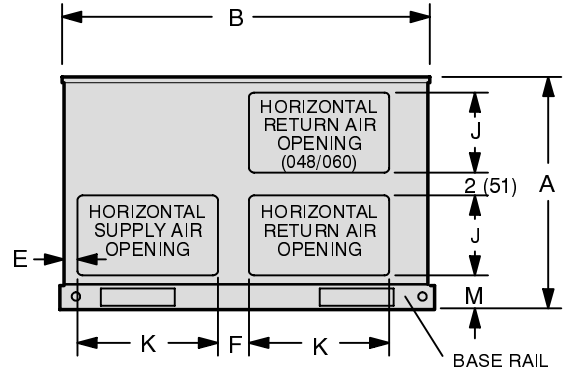 B
HORIZONTAL
RETURN AIR
OPENING
(048/060)
J
2 (51)
A
HORIZONTAL
SUPPLY AIR
OPENING
HORIZONTAL
RETURN AIR
OPENING
J
E
M
K
F
K
BASE RAIL